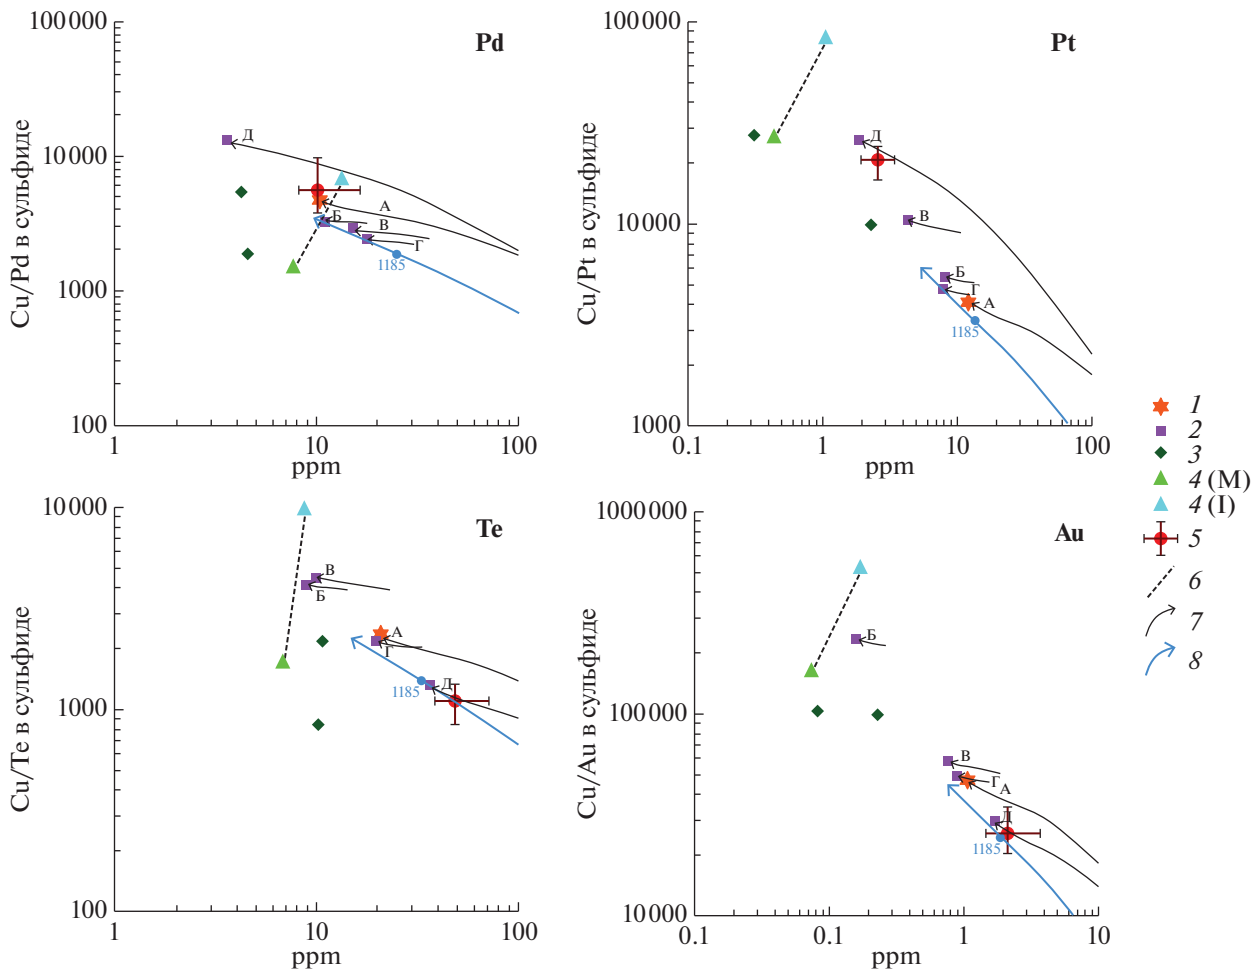 100000
Pd
10000
1000
100
Д
А
Б
В
Г
1185
1
10
100
ppm
Cu/Pd в сульфиде
100000
Pt
10000
1000
Д
В
Б
Г
А
1185
0.1
1
10
100
ppm
Cu/Pt в сульфиде
10000
Te
1000
100
В
Б
А
Г
Д
1185
1
10
100
ppm
Cu/Te в сульфиде
1000000
Au
100000
10000
Б
В
Г
А
Д
1185
0.1
0.1
1
10
ppm
Cu/Au в сульфиде
1
2
3
4 (M)
4 (I)
5
6
7
8